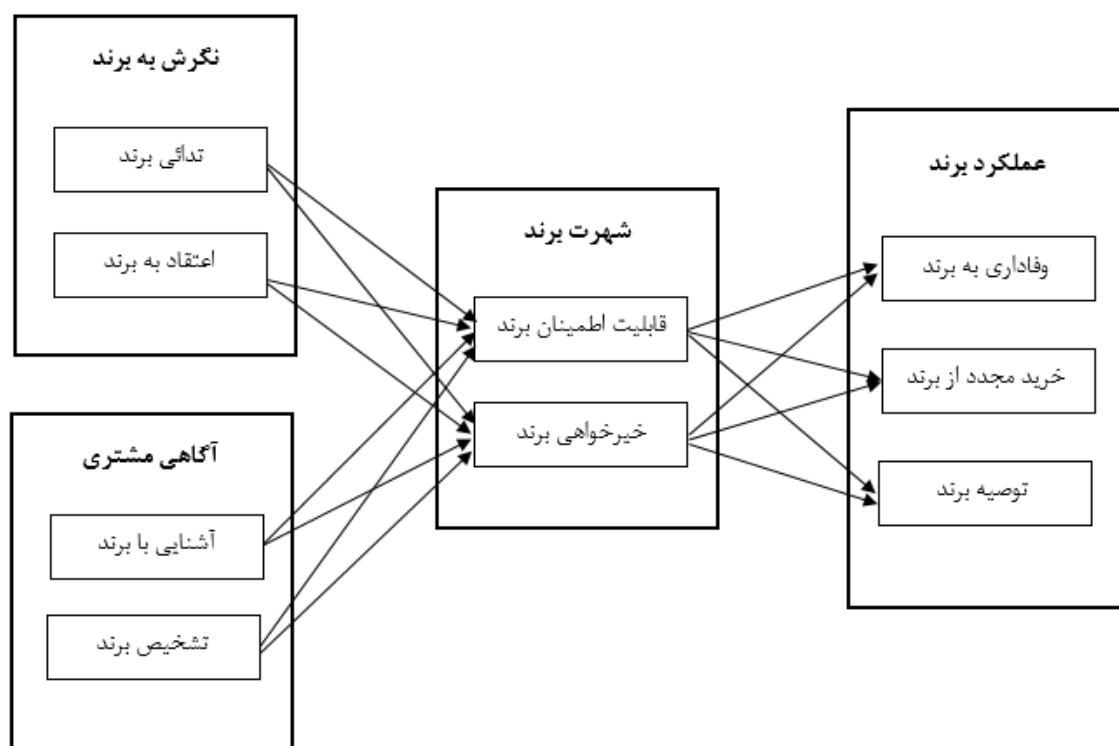 نگرش به برند
تدائی برند
اعتقاد به برند
آگاهی مشتری
آشنایی با برند
تشخیص برند
شهرت برند
قابلیت اطمینان برند
خیرخواهی برند
عملکرد برند
وفاداری به برند
خرید مجدد از برند
توصیه برند